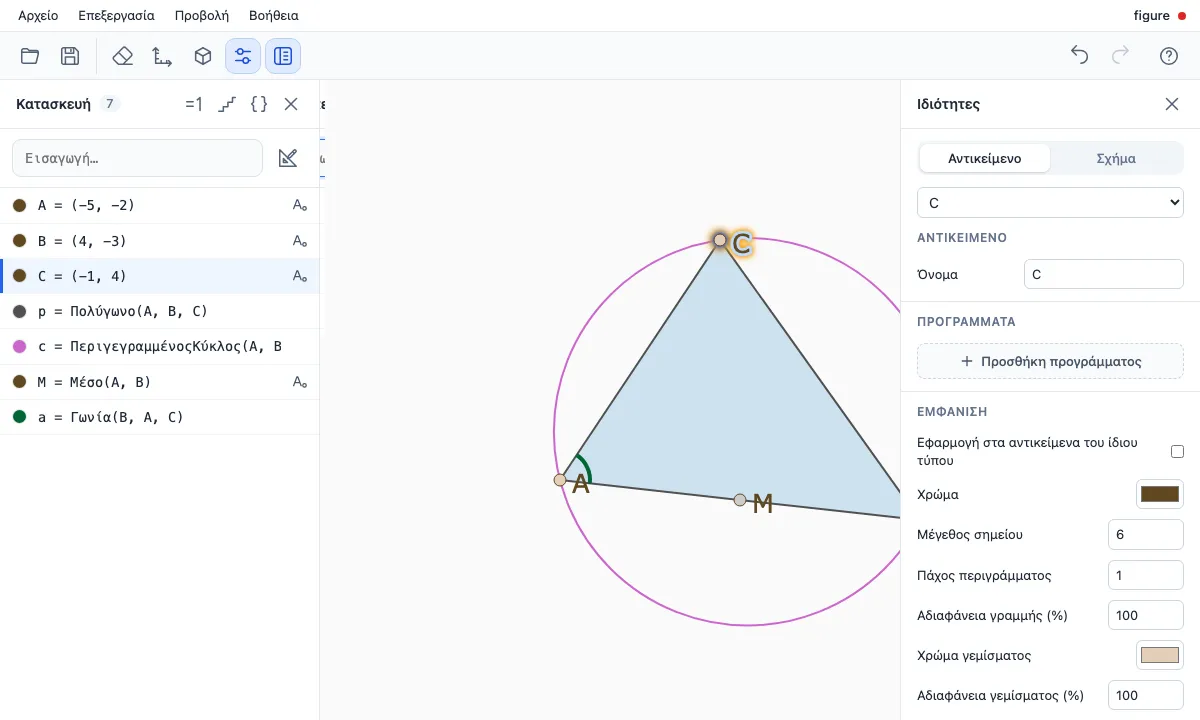 Αρχείο Επεξεργασία Προβολή Βοήθεια figure
Κατασκευή 7 =1 { }
Εισαγωγή…
A = (−5, −2)
B = (4, −3)
C = (−1, 4)
p = Πολύγωνο(A, B, C)
c = ΠεριγεγραμμένοςΚύκλος(A, B
M = Μέσο(A, B)
a = Γωνία(B, A, C)
C
A
M
Ιδιότητες
Αντικείμενο Σχήμα
C
ΑΝΤΙΚΕΙΜΕΝΟ
Όνομα C
ΠΡΟΓΡΑΜΜΑΤΑ
+ Προσθήκη προγράμματος
ΕΜΦΑΝΙΣΗ
Εφαρμογή στα αντικείμενα του ίδιου
τύπου
Χρώμα
Μέγεθος σημείου 6
Πάχος περιγράμματος 1
Αδιαφάνεια γραμμής (%) 100
Χρώμα γεμίσματος
Αδιαφάνεια γεμίσματος (%) 100